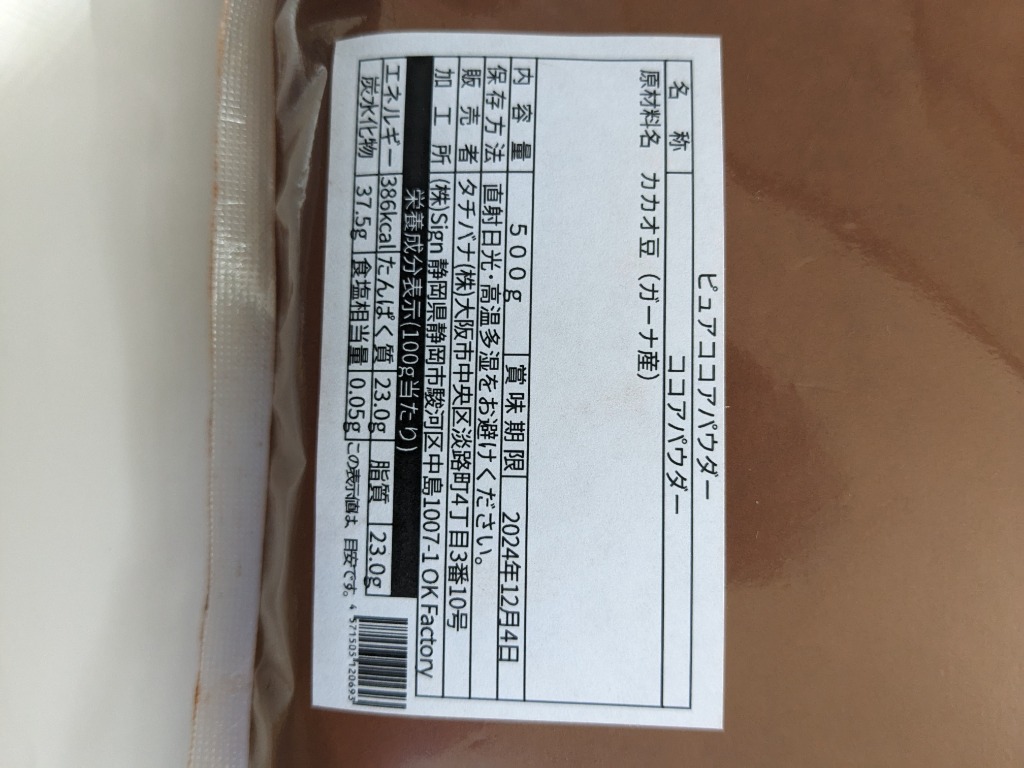 ピュアココアパウダー
名称 ココアパウダー
原材料名 カカオ豆（ガーナ産）
内容量 500g 賞味期限 2024年12月4日
保存方法 直射日光・高温多湿をお避けください。
販売者 タチバナ(株)大阪市中央区淡路町4丁目3番10号
加工所 (株)Sign 静岡県静岡市駿河区中島1007-1 OK Factory
栄養成分表示(100g当たり)
エネルギー 386kcal たんぱく質 23.0g 脂質 23.0g
炭水化物 37.5g 食塩相当量 0.05g この表示値は 目安です。
4 571505 120693